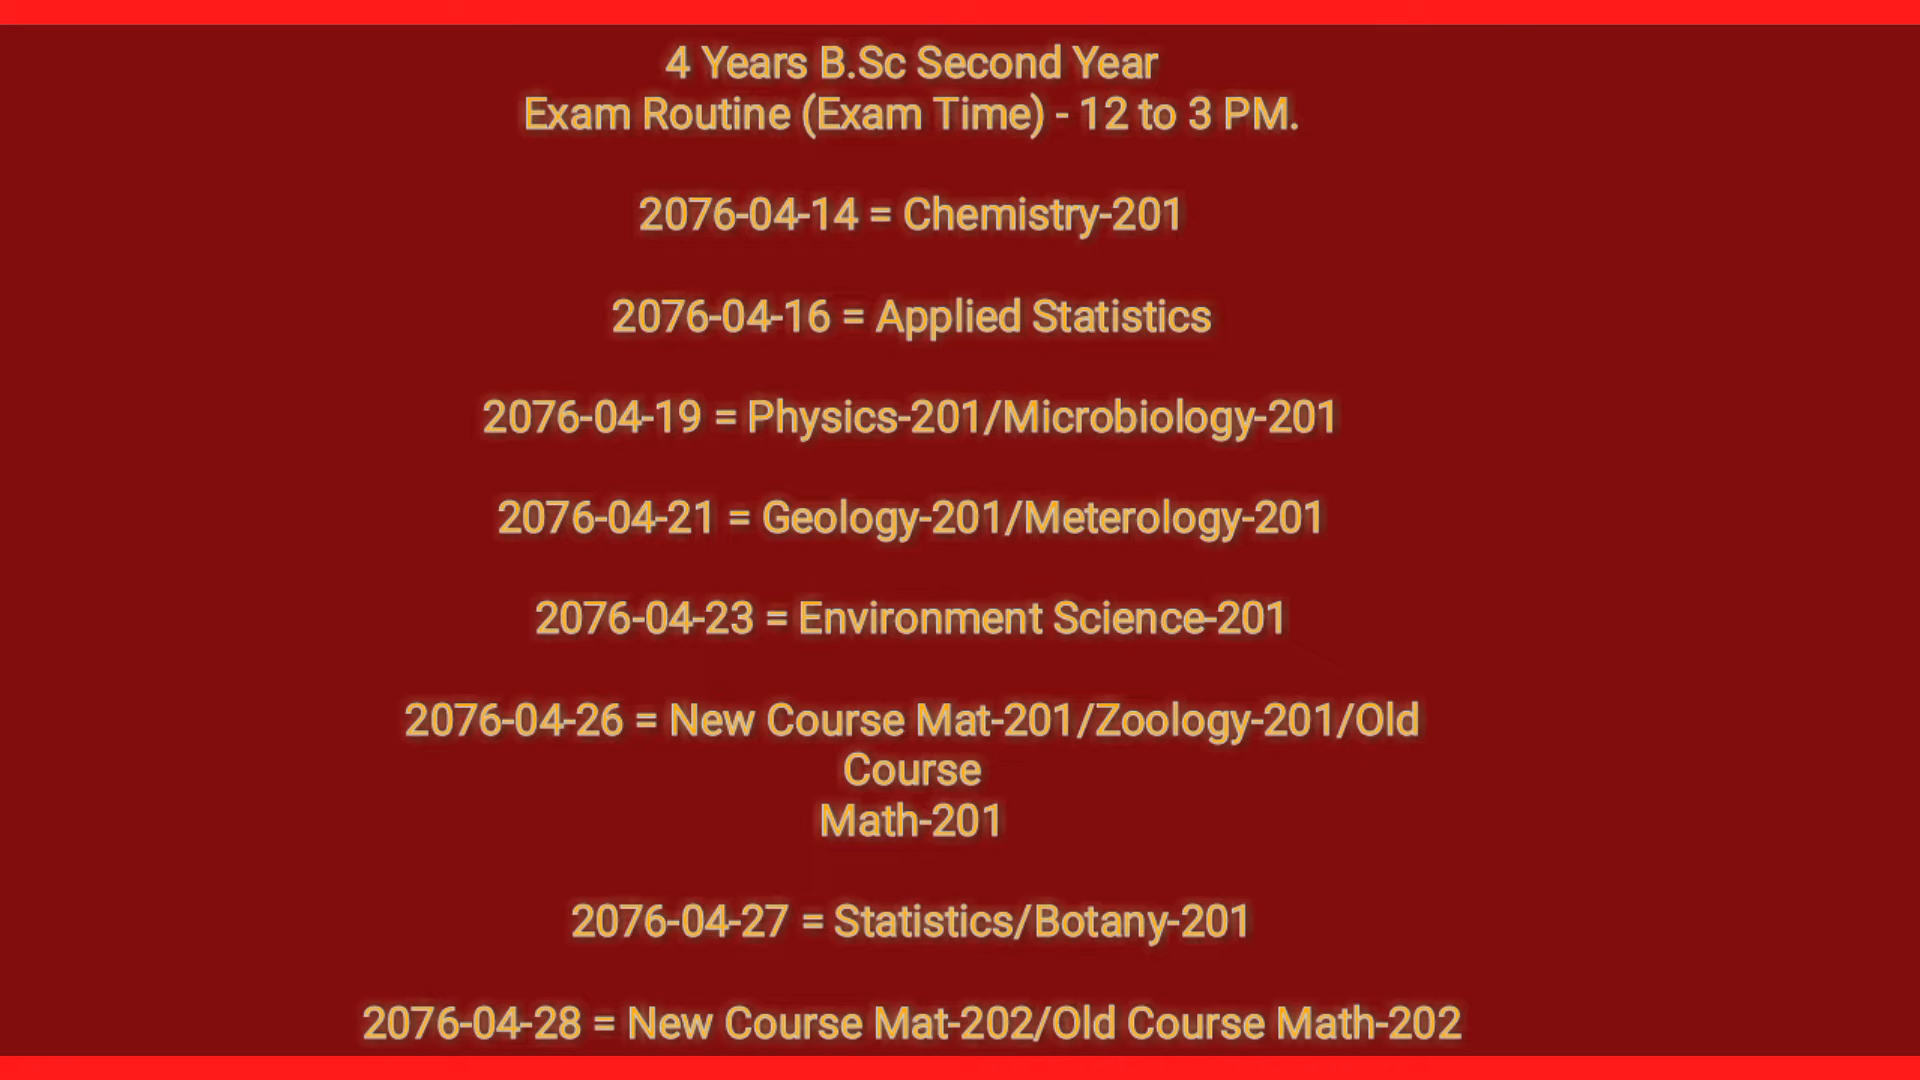 4 Years B.Sc Second Year
Exam Routine (Exam Time) - 12 to 3 PM.
2076-04-14 = Chemistry-201
2076-04-16 = Applied Statistics
2076-04-19 = Physics-201/Microbiology-201
2076-04-21 = Geology-201/Meterology-201
2076-04-23 = Environment Science-201
2076-04-26 = New Course Mat-201/Zoology-201/Old
Course
Math-201
2076-04-27 = Statistics/Botany-201
2076-04-28 = New Course Mat-202/Old Course Math-202